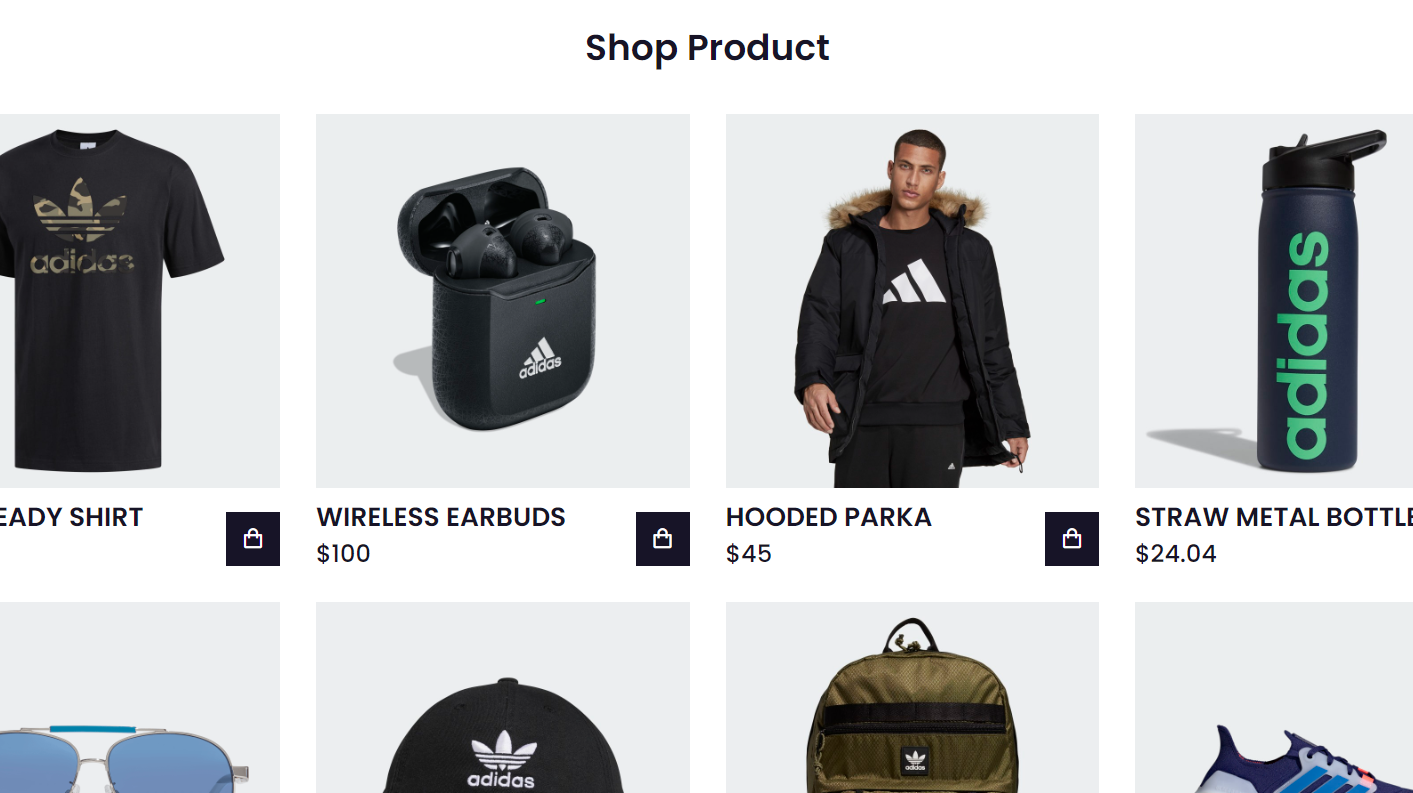 Shop Product
adidas
adidas
adidas
EADY SHIRT
WIRELESS EARBUDS
$100
HOODED PARKA
$45
STRAW METAL BOTTLE
$24.04
adidas
adidas